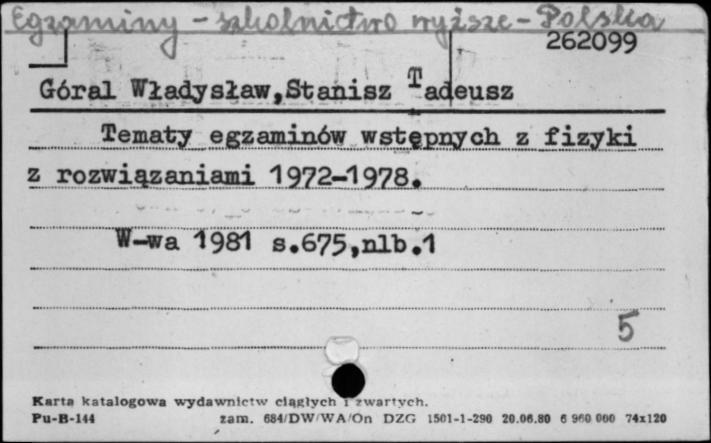 Egzaminy - szkolnictwo wyższe - Polska
262099
Góral Władysław,Stanisz Tadeusz
Tematy egzaminów wstępnych z fizyki
z rozwiązaniami 1972-1978.
W-wa 1981 s.675,nlb.1
5
Karta katalogowa wydawnictw ciągłych i zwartych.
Pu-B-144 zam. 684/DW/WA/On DZG 1501-1-290 20.06.80 6 960 000 74x120